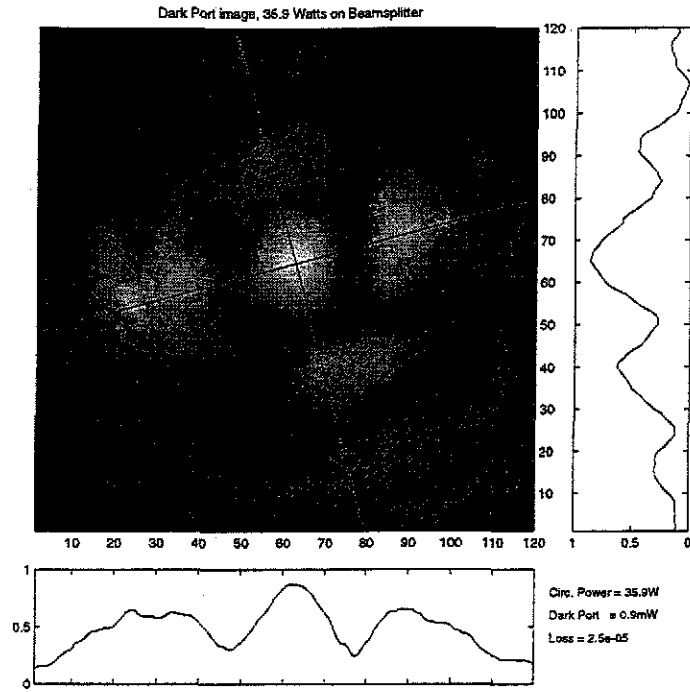 Dark Port image, 35.9 Watts on Beamsplitter
120
110
100
90
80
70
60
50
40
30
20
10
1 0.5 0
10 20 30 40 50 60 70 80 90 100 110 120
1
0.5
0
Circ. Power = 35.9W
Dark Port = 0.9mW
Loss = 2.5e-05